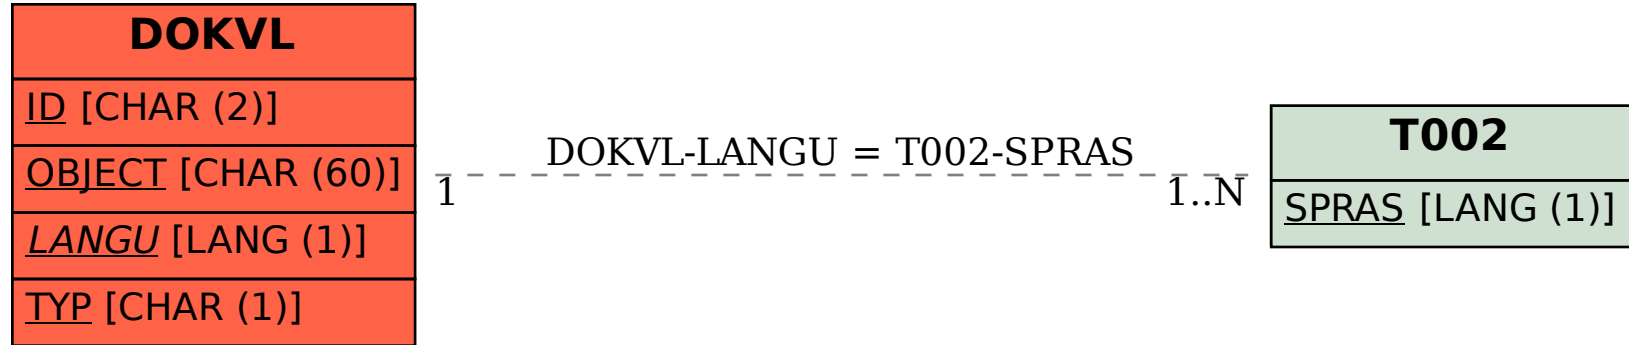 DOKVL
ID [CHAR (2)]
OBJECT [CHAR (60)]
LANGU [LANG (1)]
TYP [CHAR (1)]
DOKVL-LANGU = T002-SPRAS
1
1..N
T002
SPRAS [LANG (1)]